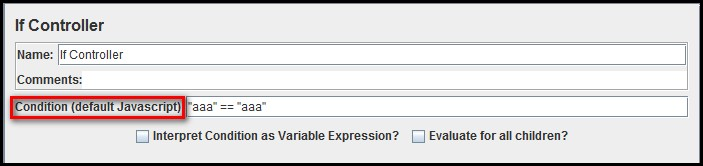 If Controller
Name: If Controller
Comments:
Condition (default Javascript) "aaa" == "aaa"
Interpret Condition as Variable Expression? Evaluate for all children?